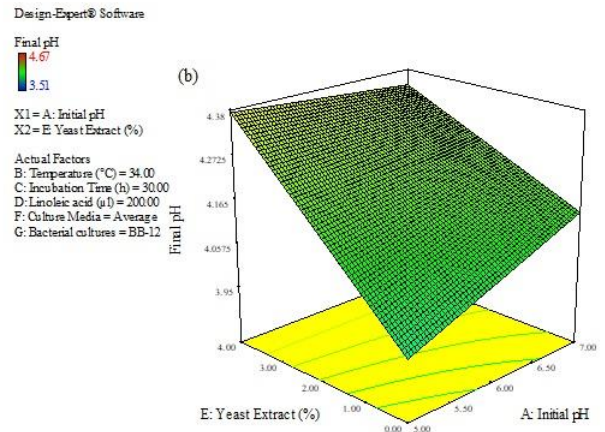 Design-Expert® Software
Final pH
4.67
3.51
X1 = A: Initial pH
X2 = E: Yeast Extract (%)
Actual Factors
B: Temperature (°C) = 34.00
C: Incubation Time (h) = 30.00
D: Linoleic acid (µl) = 200.00
F: Culture Media = Average
G: Bacterial cultures = BB-12
(b)
4.38
4.2725
4.165
4.0575
3.95
Final pH
4.00
3.00
2.00
1.00
0.00
5.00
5.50
6.00
6.50
7.00
E: Yeast Extract (%)
A: Initial pH